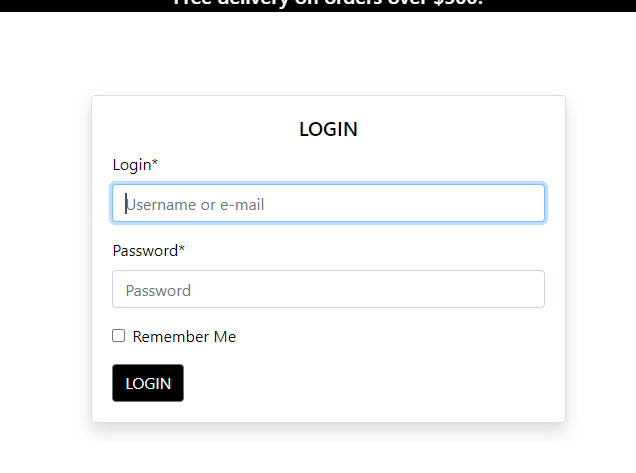 Free delivery on orders over $500!
LOGIN
Login*
Username or e-mail
Password*
Password
Remember Me
LOGIN